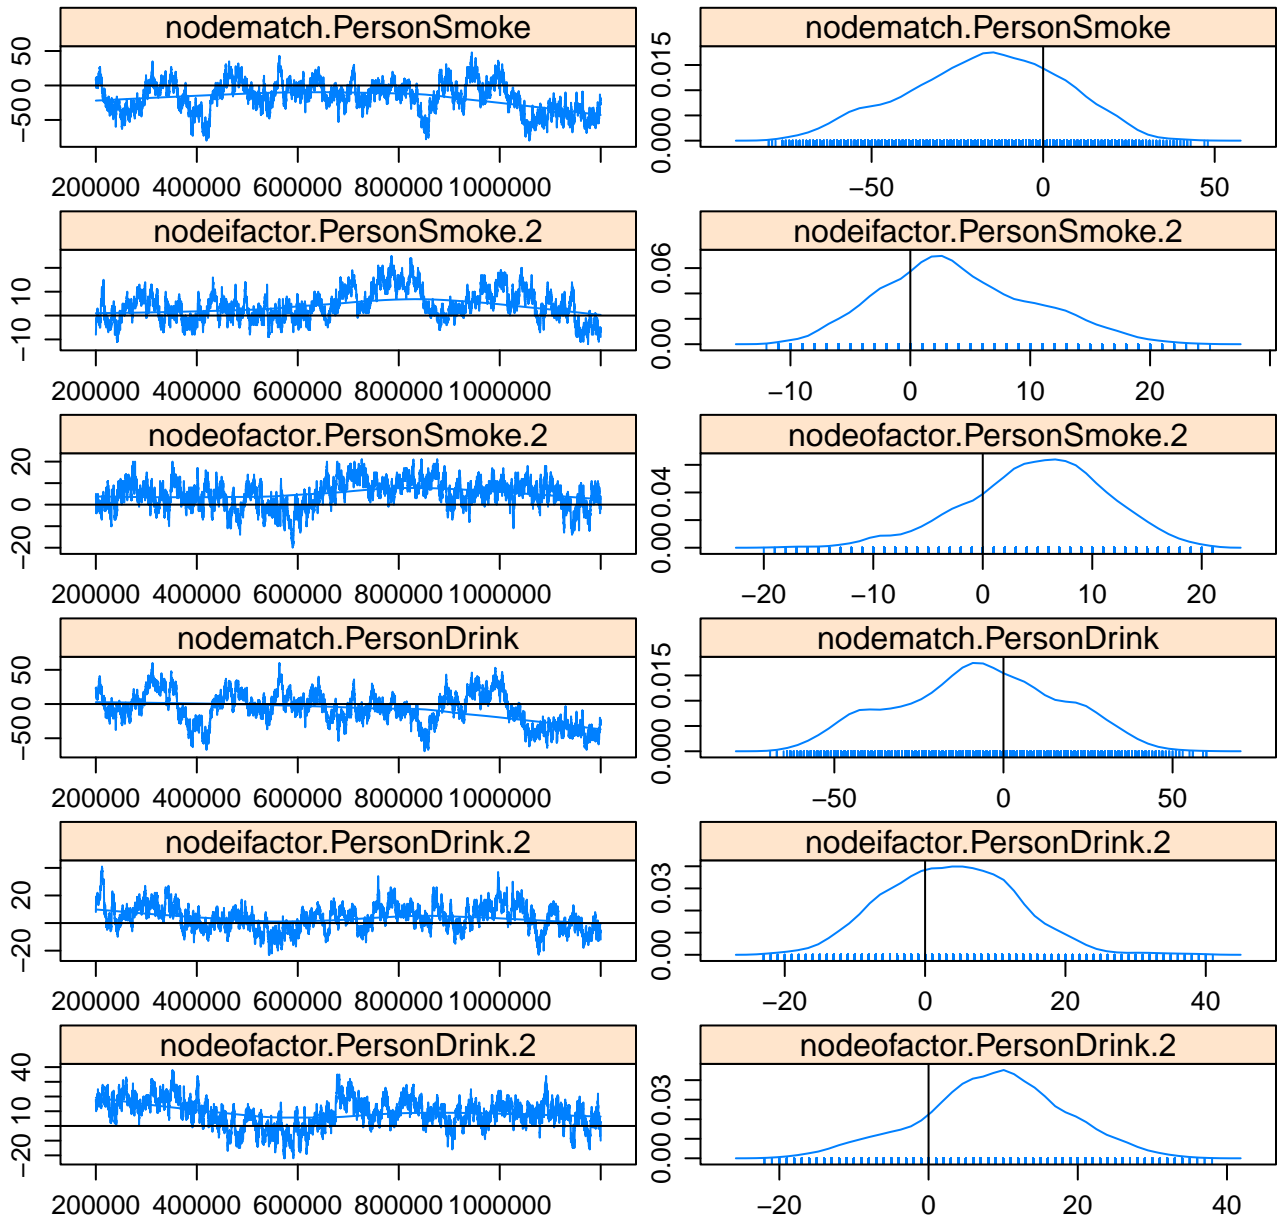 nodematch.PersonSmoke
50
−50 0
200000 400000 600000 800000 1000000
nodematch.PersonSmoke
0.015
0.000
−50 0 50
nodeifactor.PersonSmoke.2
10
−10
200000 400000 600000 800000 1000000
nodeifactor.PersonSmoke.2
0.06
0.00
−10 0 10 20
nodeofactor.PersonSmoke.2
20
0
−20
200000 400000 600000 800000 1000000
nodeofactor.PersonSmoke.2
0.04
0.00
−20 −10 0 10 20
nodematch.PersonDrink
50
−50 0
200000 400000 600000 800000 1000000
nodematch.PersonDrink
0.015
0.000
−50 0 50
nodeifactor.PersonDrink.2
20
−20
200000 400000 600000 800000 1000000
nodeifactor.PersonDrink.2
0.03
0.00
−20 0 20 40
nodeofactor.PersonDrink.2
40
10
−20
200000 400000 600000 800000 1000000
nodeofactor.PersonDrink.2
0.03
0.00
−20 0 20 40